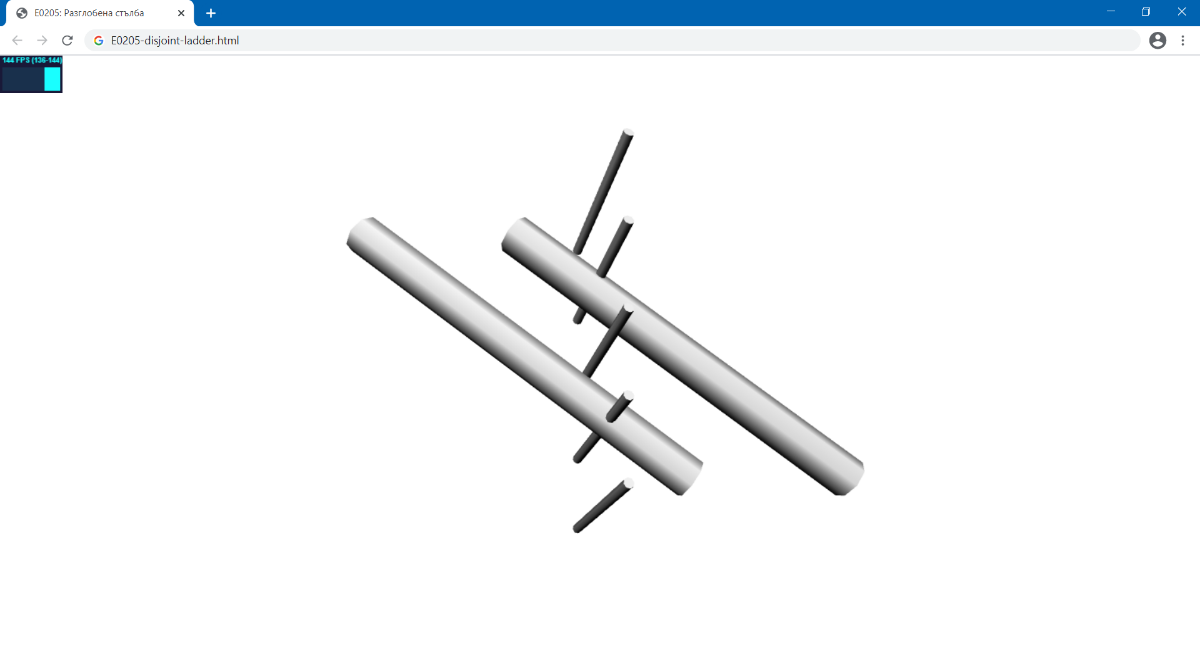 E0205: Разглобена стълба
E0205-disjoint-ladder.html
144 FPS (136-144)